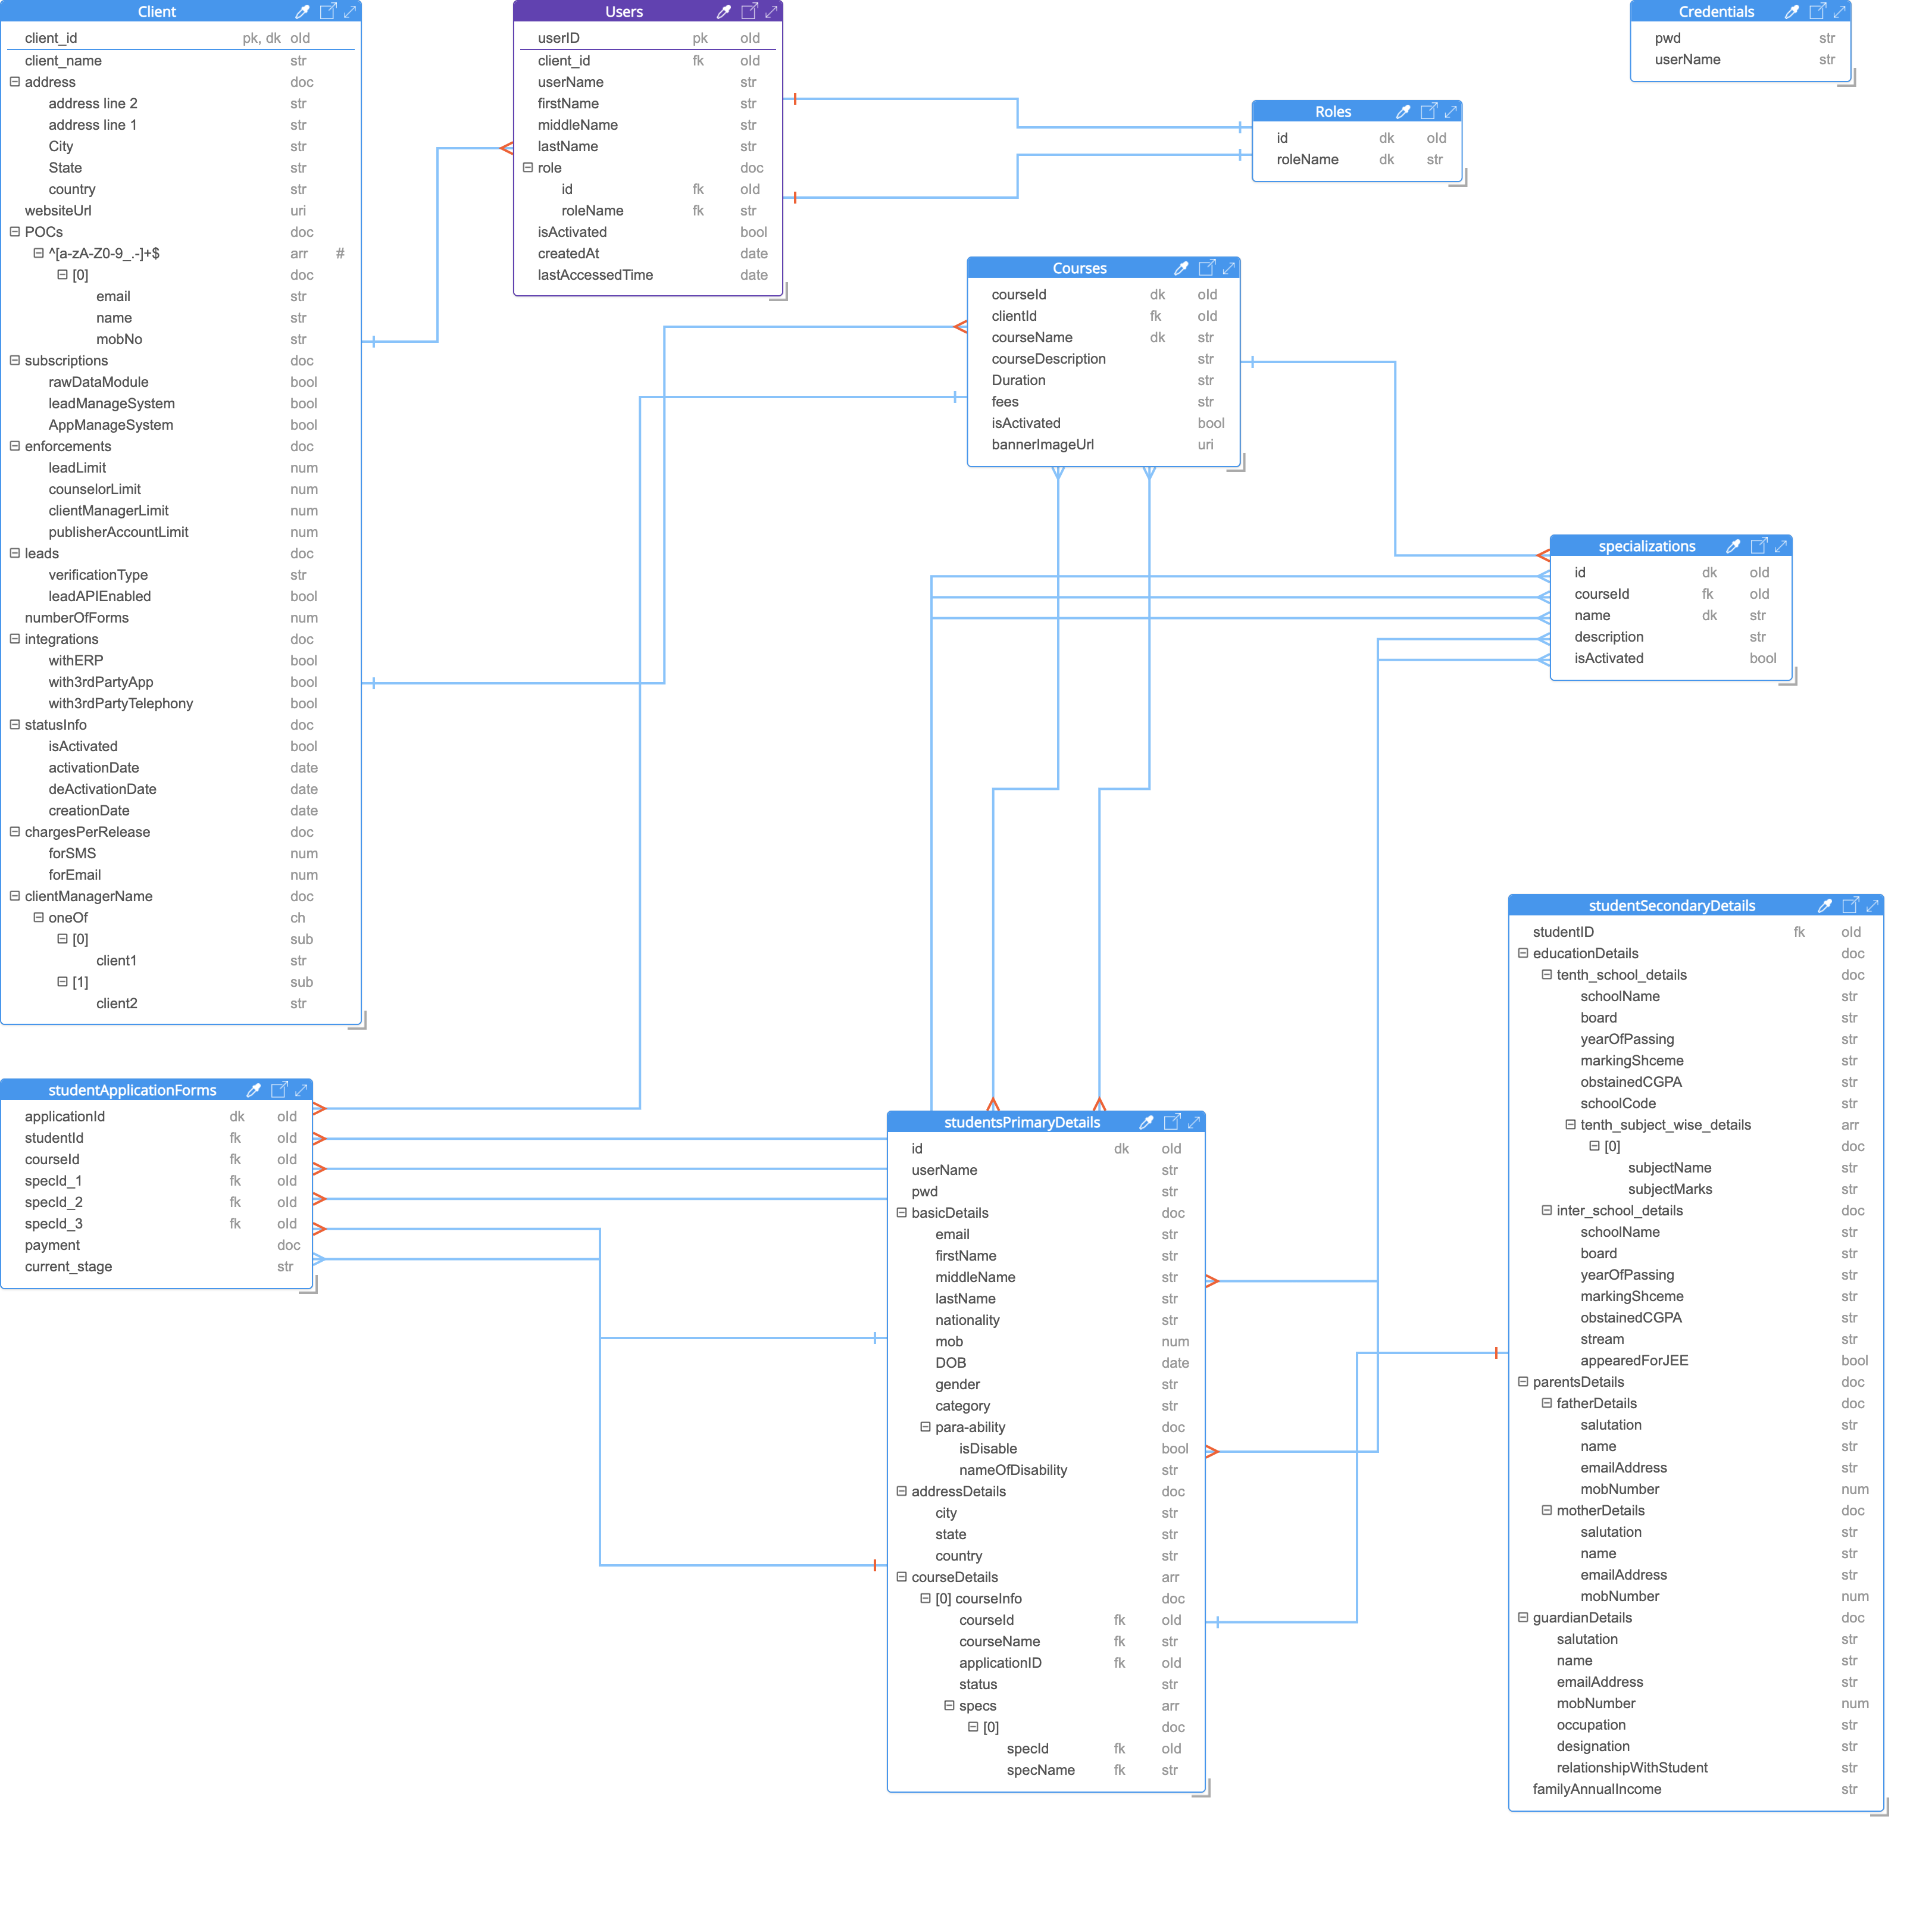 Client
client_id pk, dk oId
client_name str
address doc
address line 2 str
address line 1 str
City str
State str
country str
websiteUrl uri
POCs doc
^[a-zA-Z0-9_.-]+$ arr #
[0] doc
email str
name str
mobNo str
subscriptions doc
rawDataModule bool
leadManageSystem bool
AppManageSystem bool
enforcements doc
leadLimit num
counselorLimit num
clientManagerLimit num
publisherAccountLimit num
leads doc
verificationType str
leadAPIEnabled bool
numberOfForms num
integrations doc
withERP bool
with3rdPartyApp bool
with3rdPartyTelephony bool
statusInfo doc
isActivated bool
activationDate date
deActivationDate date
creationDate date
chargesPerRelease doc
forSMS num
forEmail num
clientManagerName doc
oneOf ch
[0] sub
client1 str
[1] sub
client2 str
Users
userID pk oId
client_id fk oId
userName str
firstName str
middleName str
lastName str
role doc
id fk oId
roleName fk str
isActivated bool
createdAt date
lastAccessedTime date
Credentials
pwd str
userName str
Roles
id dk oId
roleName dk str
Courses
courseId dk oId
clientId fk oId
courseName dk str
courseDescription str
Duration str
fees str
isActivated bool
bannerImageUrl uri
specializations
id dk oId
courseId fk oId
name dk str
description str
isActivated bool
studentApplicationForms
applicationId dk oId
studentId fk oId
courseId fk oId
specId_1 fk oId
specId_2 fk oId
specId_3 fk oId
payment doc
current_stage str
studentsPrimaryDetails
id dk oId
userName str
pwd str
basicDetails doc
email str
firstName str
middleName str
lastName str
nationality str
mob num
DOB date
gender str
category str
para-ability doc
isDisable bool
nameOfDisability str
addressDetails doc
city str
state str
country str
courseDetails arr
[0] courseInfo doc
courseId fk oId
courseName fk str
applicationID fk oId
status str
specs arr
[0] doc
specId fk oId
specName fk str
studentSecondaryDetails
studentID fk oId
educationDetails doc
tenth_school_details doc
schoolName str
board str
yearOfPassing str
markingShceme str
obstainedCGPA str
schoolCode str
tenth_subject_wise_details arr
[0] doc
subjectName str
subjectMarks str
inter_school_details doc
schoolName str
board str
yearOfPassing str
markingShceme str
obstainedCGPA str
stream str
appearedForJEE bool
parentsDetails doc
fatherDetails doc
salutation str
name str
emailAddress str
mobNumber num
motherDetails doc
salutation str
name str
emailAddress str
mobNumber num
guardianDetails doc
salutation str
name str
emailAddress str
mobNumber num
occupation str
designation str
relationshipWithStudent str
familyAnnualIncome str